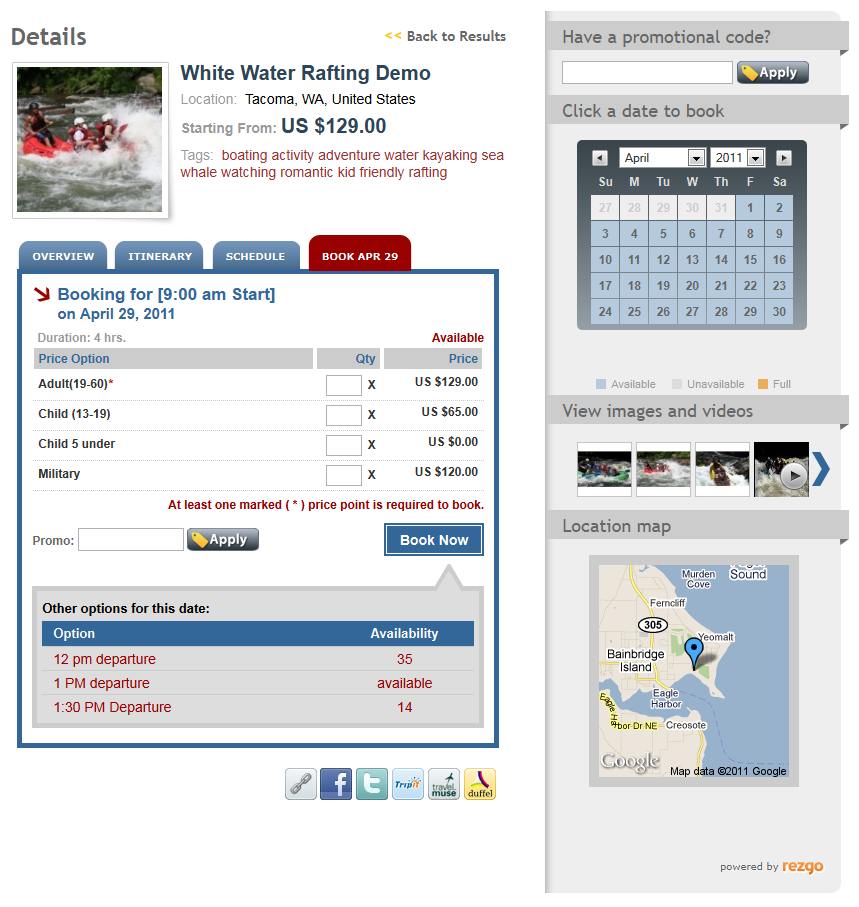 Details
<< Back to Results
White Water Rafting Demo
Location: Tacoma, WA, United States
Starting From: US $129.00
Tags: boating activity adventure water kayaking sea
whale watching romantic kid friendly rafting
OVERVIEW
ITINERARY
SCHEDULE
BOOK APR 29
Booking for [9:00 am Start]
on April 29, 2011
Duration: 4 hrs.
Available
Price Option Qty Price
Adult(19-60)* X US $129.00
Child (13-19) X US $65.00
Child 5 under X US $0.00
Military X US $120.00
At least one marked ( * ) price point is required to book.
Promo: Apply Book Now
Other options for this date:
Option Availability
12 pm departure 35
1 PM departure available
1:30 PM Departure 14
TripIt
travel
muse
duffel
Have a promotional code?
Apply
Click a date to book
April 2011
Su M Tu W Th F Sa
27 28 29 30 31 1 2
3 4 5 6 7 8 9
10 11 12 13 14 15 16
17 18 19 20 21 22 23
24 25 26 27 28 29 30
Available Unavailable Full
View images and videos
Location map
Murden
Cove
Sound
Ferncliff
305
Yeomalt
Bainbridge
Island
Eagle
Harbor
Eagle H
rbor Dr NE
Creosote
Google
Map data ©2011 Google
powered by rezgo